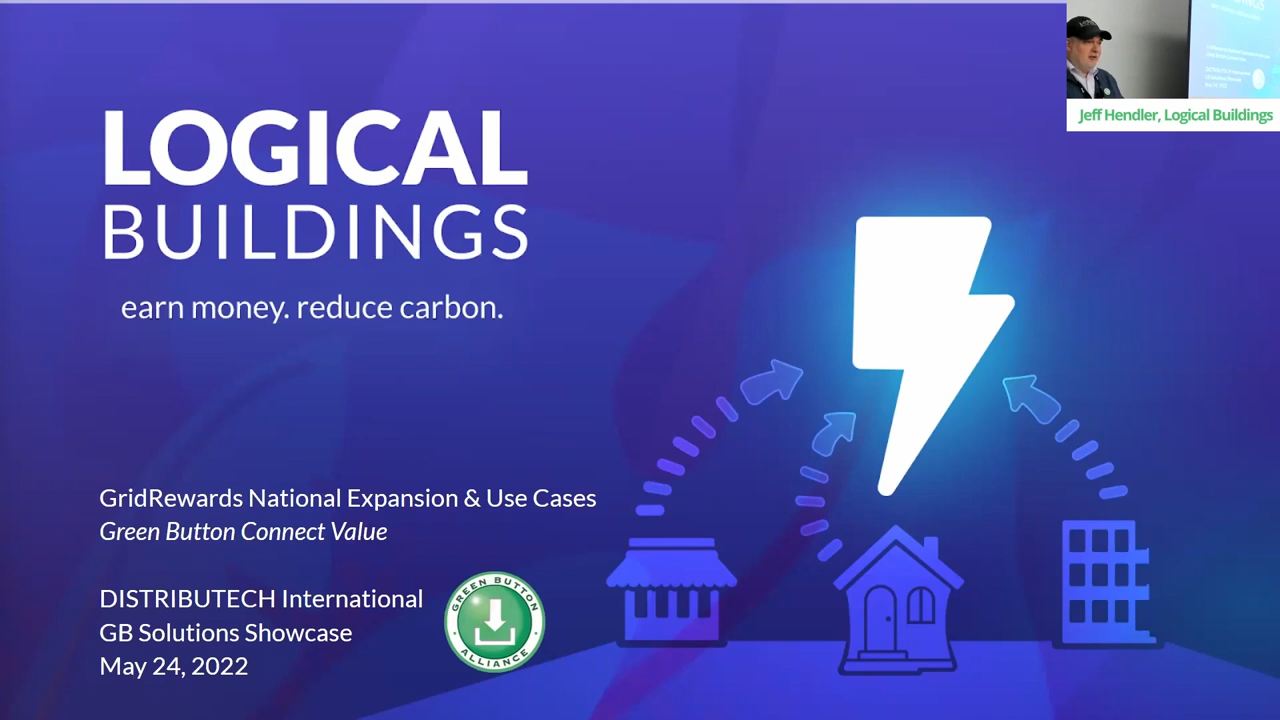 LOGICAL
BUILDINGS
earn money. reduce carbon.
Jeff Hendler, Logical Buildings
GridRewards National Expansion & Use Cases
Green Button Connect Value
DISTRIBUTECH International
GB Solutions Showcase
May 24, 2022
GREEN BUTTON
ALLIANCE